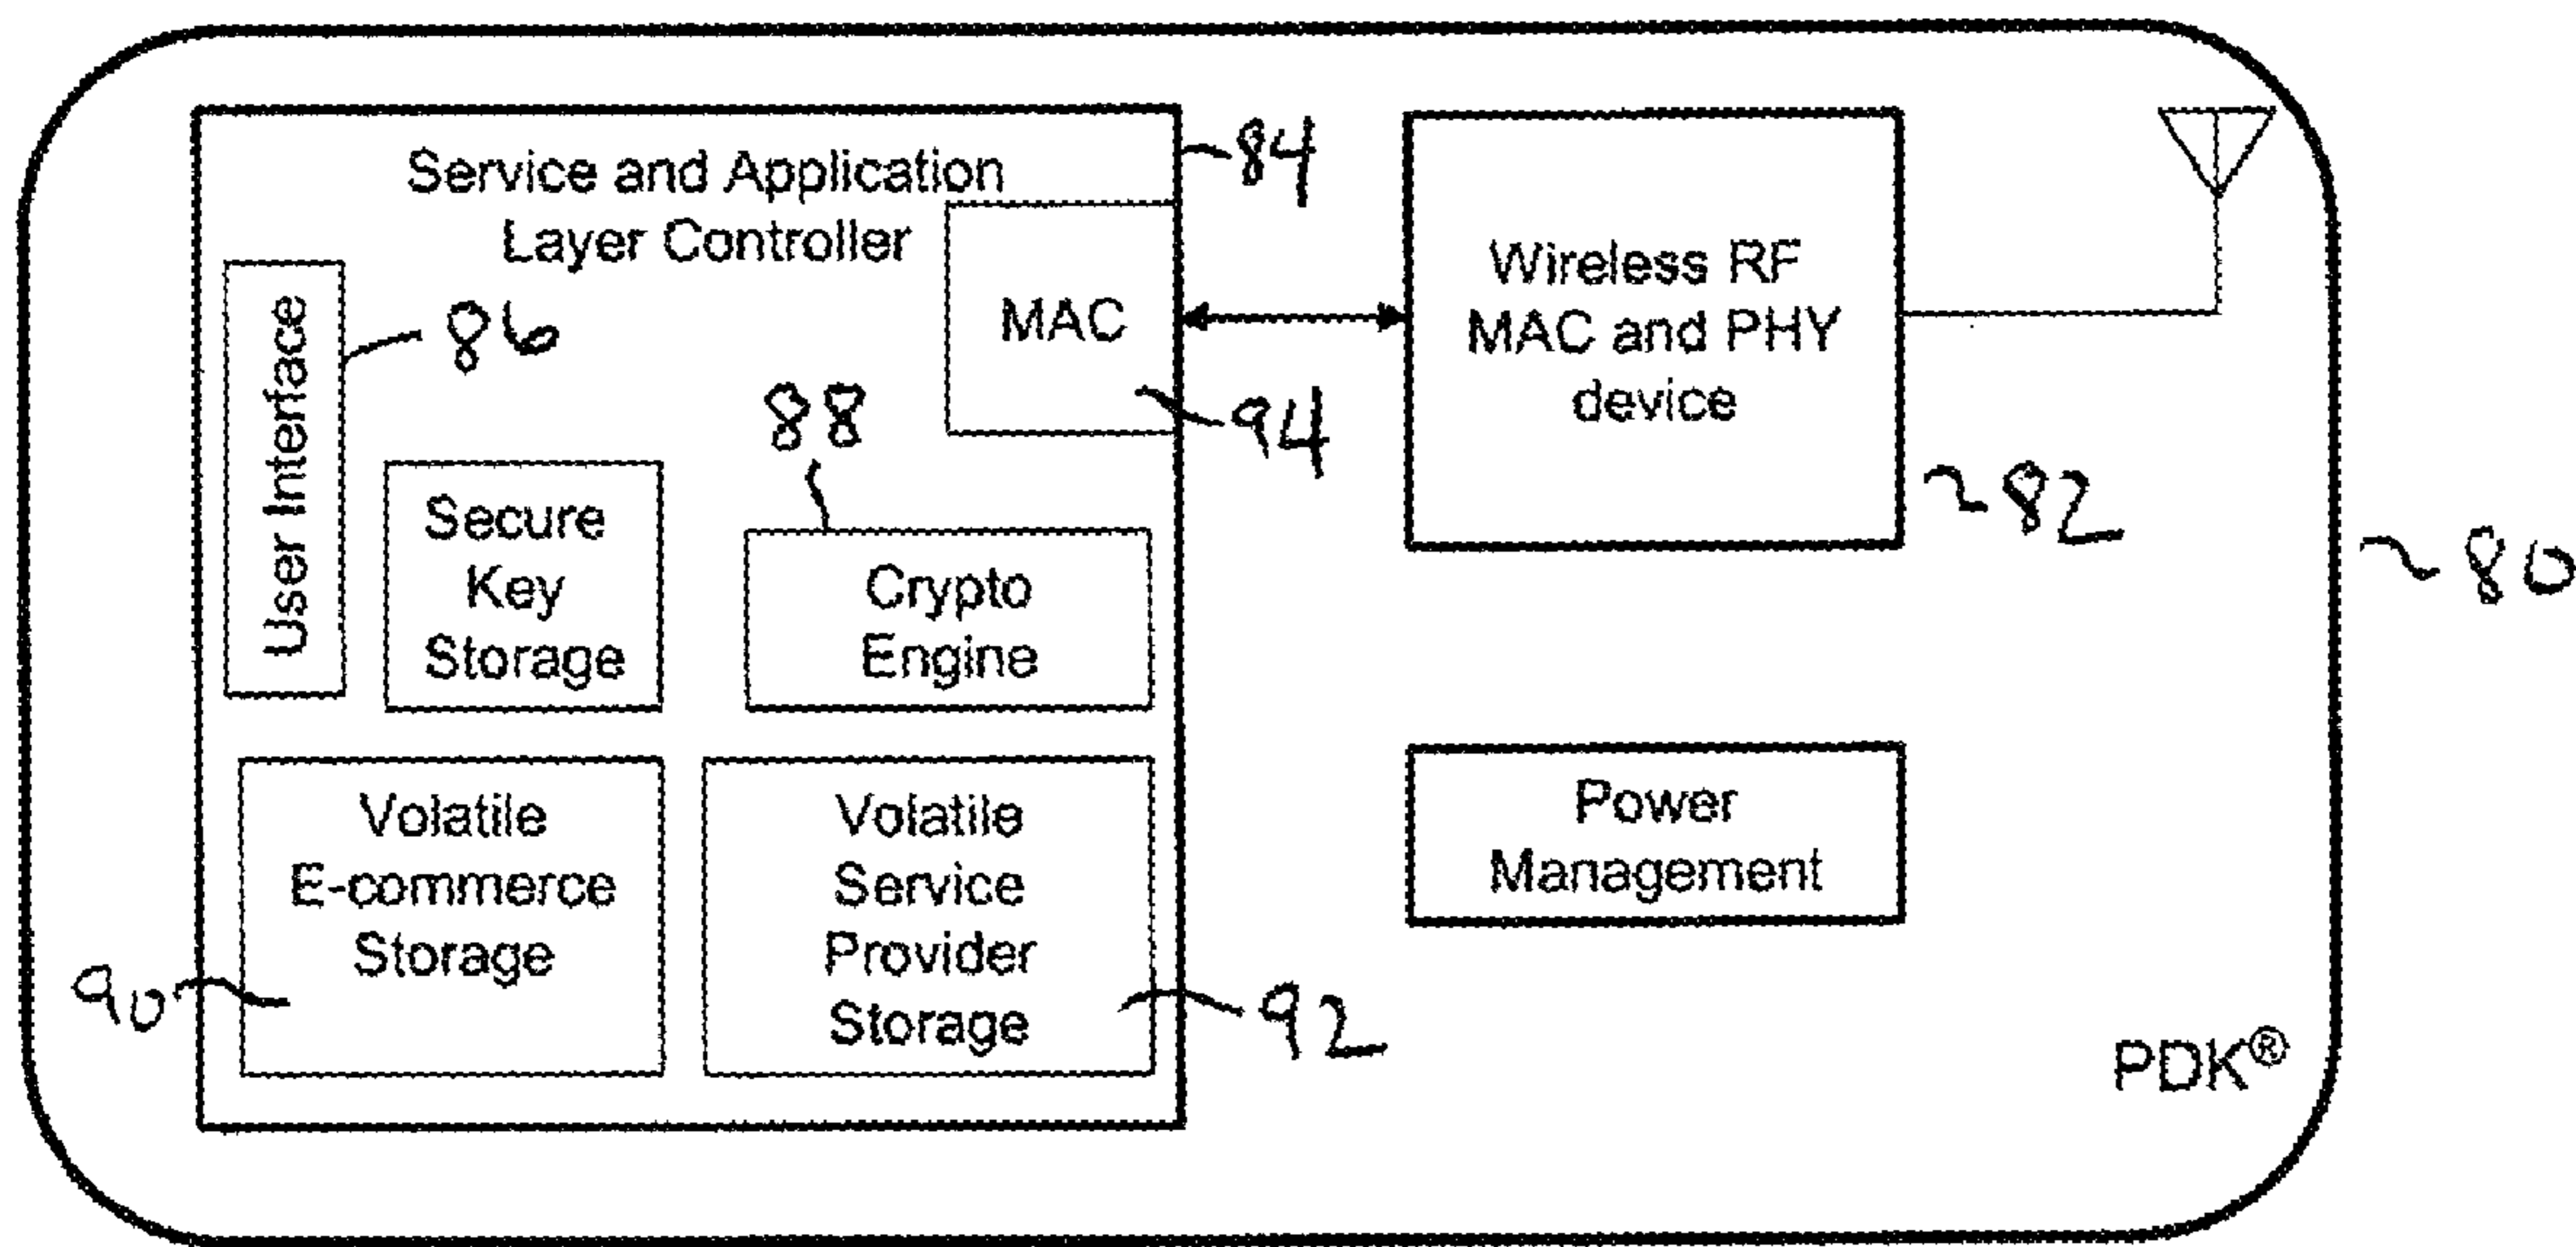 Service and Application
Layer Controller
84
User Interface
86
MAC
94
Secure
Key
Storage
88
Crypto
Engine
Volatile
E-commerce
Storage
90
Volatile
Service
Provider
Storage
92
Wireless RF
MAC and PHY
device
82
80
Power
Management
PDK®